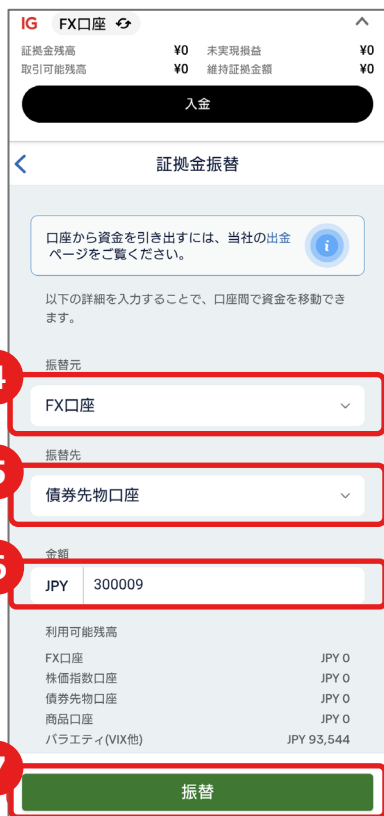 IG FX口座
証拠金残高 ¥0 未実現損益 ¥0
取引可能残高 ¥0 維持証拠金額 ¥0
入金
証拠金振替
口座から資金を引き出すには、当社の出金
ページをご覧ください。
i
以下の詳細を入力することで、口座間で資金を移動でき
ます。
振替元
4
FX口座
振替先
5
債券先物口座
金額
6
JPY 300009
利用可能残高
FX口座 JPY 0
株価指数口座 JPY 0
債券先物口座 JPY 0
商品口座 JPY 0
バラエティ(VIX他) JPY 93,544
7
振替